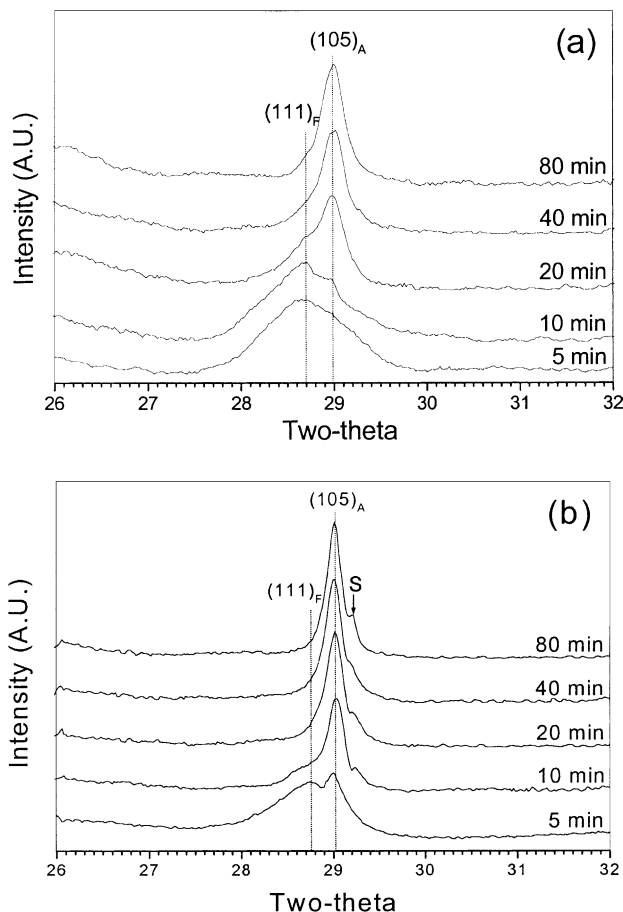 (a)
(105)A
(111)F
Intensity (A.U.)
80 min
40 min
20 min
10 min
5 min
26 27 28 29 30 31 32
Two-theta
(b)
(105)A
(111)F
S
Intensity (A.U.)
80 min
40 min
20 min
10 min
5 min
26 27 28 29 30 31 32
Two-theta